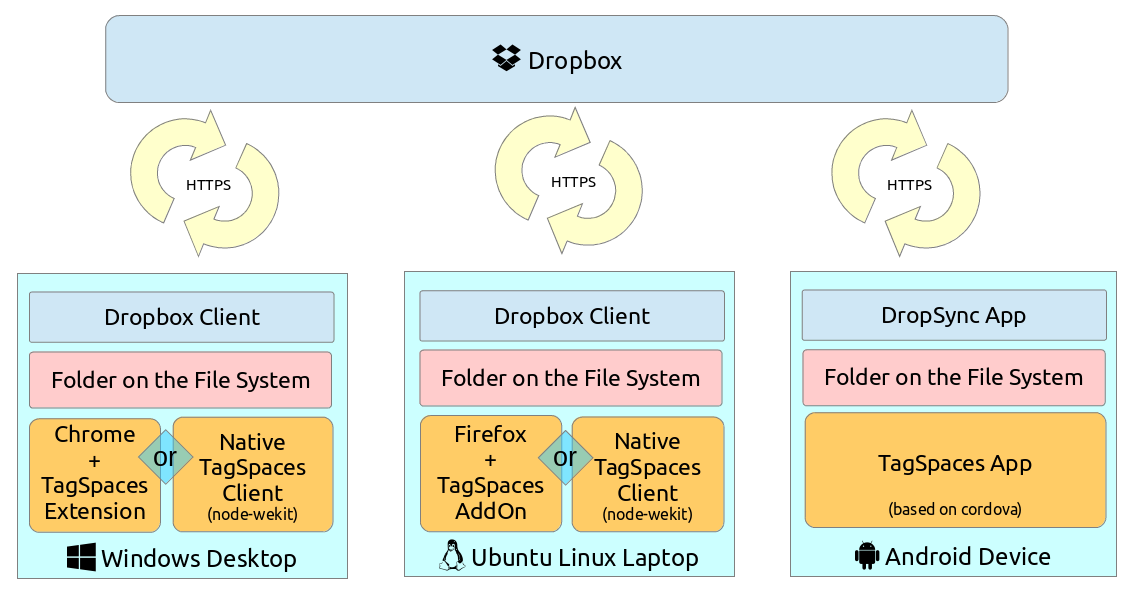 Dropbox
HTTPS
HTTPS
HTTPS
Dropbox Client
Folder on the File System
Chrome
+
TagSpaces
Extension
or
Native
TagSpaces
Client
(node-wekit)
Windows Desktop
Dropbox Client
Folder on the File System
Firefox
+
TagSpaces
AddOn
or
Native
TagSpaces
Client
(node-wekit)
Ubuntu Linux Laptop
DropSync App
Folder on the File System
TagSpaces App
(based on cordova)
Android Device